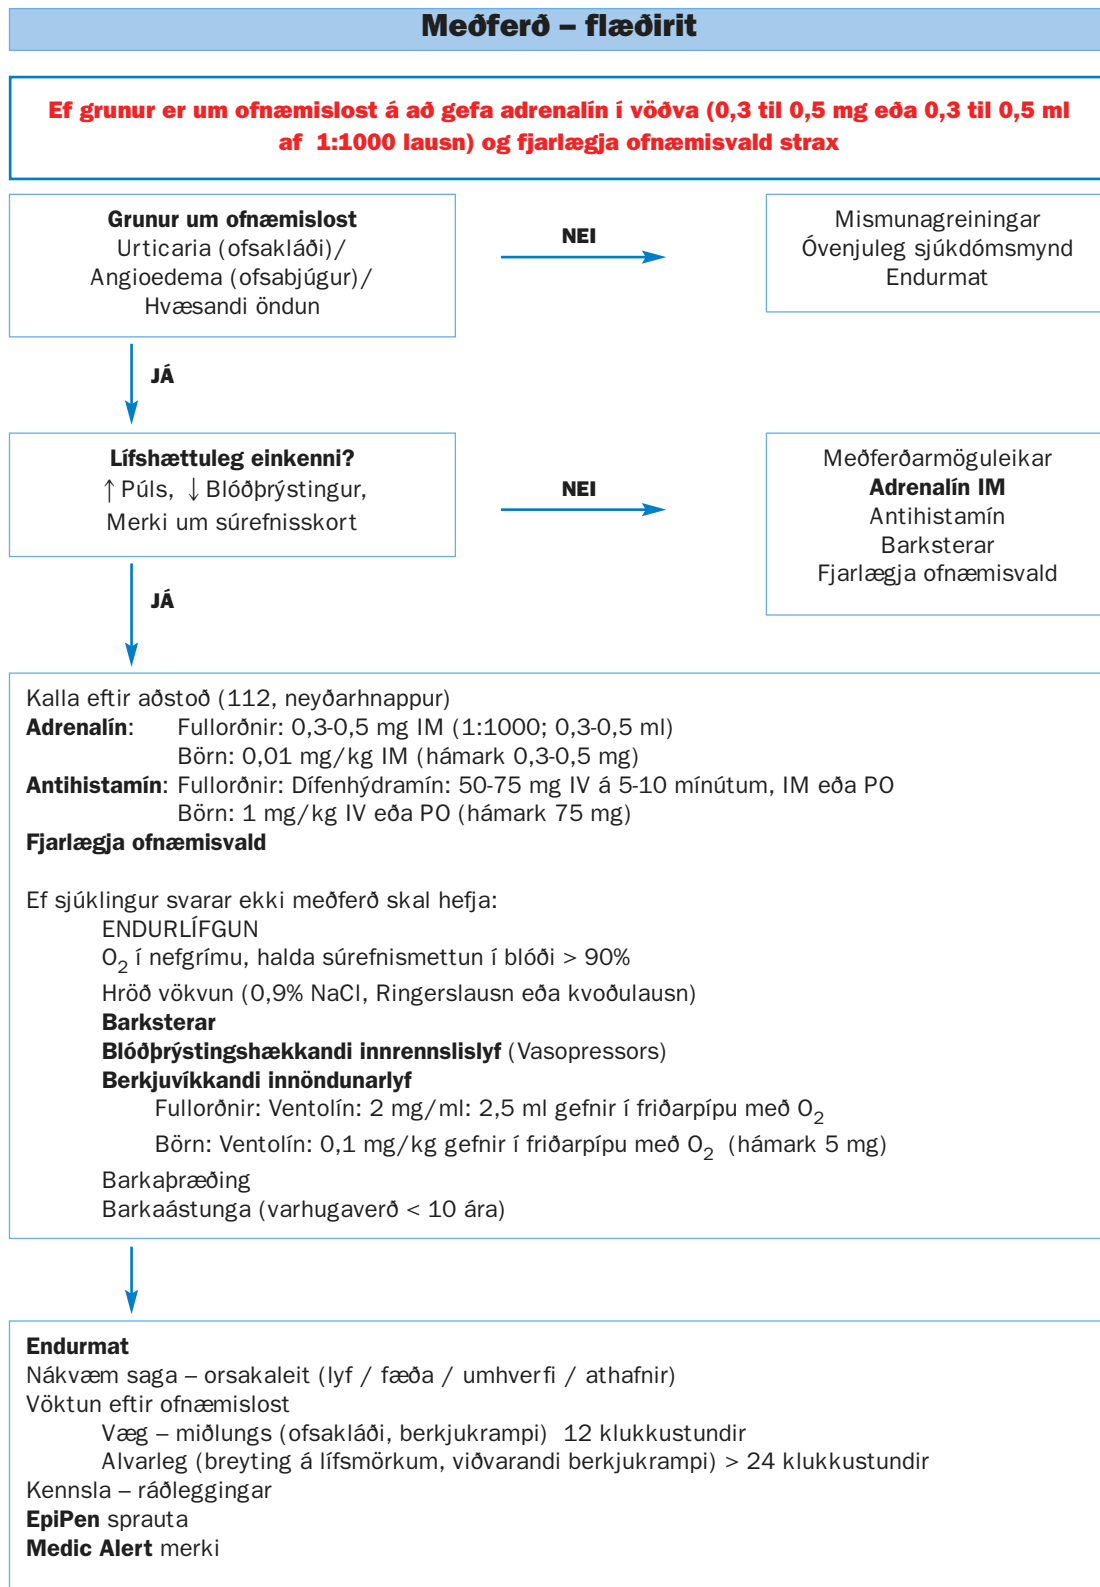 Meðferð – flæðirit
Ef grunur er um ofnæmislost á að gefa adrenalín í vöðva (0,3 til 0,5 mg eða 0,3 til 0,5 ml
af 1:1000 lausn) og fjarlægja ofnæmisvald strax
Grunur um ofnæmislost
Urticaria (ofsakláði)/
Angioedema (ofsabjúgur)/
Hvæsandi öndun
NEI
Mismunagreiningar
Óvenjuleg sjúkdómsmynd
Endurmat
JÁ
Lífshættuleg einkenni?
↑ Púls, ↓ Blóðþrýstingur,
Merki um súrefnisskort
NEI
Meðferðarmöguleikar
Adrenalín IM
Antihistamín
Barksterar
Fjarlægja ofnæmisvald
JÁ
Kalla eftir aðstoð (112, neyðarhnappur)
Adrenalín: Fullorðnir: 0,3-0,5 mg IM (1:1000; 0,3-0,5 ml)
Börn: 0,01 mg/kg IM (hámark 0,3-0,5 mg)
Antihistamín: Fullorðnir: Dífenhýdramín: 50-75 mg IV á 5-10 mínútum, IM eða PO
Börn: 1 mg/kg IV eða PO (hámark 75 mg)
Fjarlægja ofnæmisvald
Ef sjúklingur svarar ekki meðferð skal hefja:
ENDURLÍFGUN
O2 í nefgrímu, halda súrefnismettun í blóði > 90%
Hröð vökvun (0,9% NaCl, Ringerslausn eða kvoðulausn)
Barksterar
Blóðþrýstingshækkandi innrennslislyf (Vasopressors)
Berkjuvíkkandi innöndunarlyf
Fullorðnir: Ventolín: 2 mg/ml: 2,5 ml gefnir í friðarpípu með O2
Börn: Ventolín: 0,1 mg/kg gefnir í friðarpípu með O2 (hámark 5 mg)
Barkaþræðing
Barkaástunga (varhugaverð < 10 ára)
Endurmat
Nákvæm saga – orsakaleit (lyf / fæða / umhverfi / athafnir)
Vöktun eftir ofnæmislost
Væg – miðlungs (ofsakláði, berkjukrampi) 12 klukkustundir
Alvarleg (breyting á lífsmörkum, viðvarandi berkjukrampi) > 24 klukkustundir
Kennsla – ráðleggingar
EpiPen sprauta
Medic Alert merki